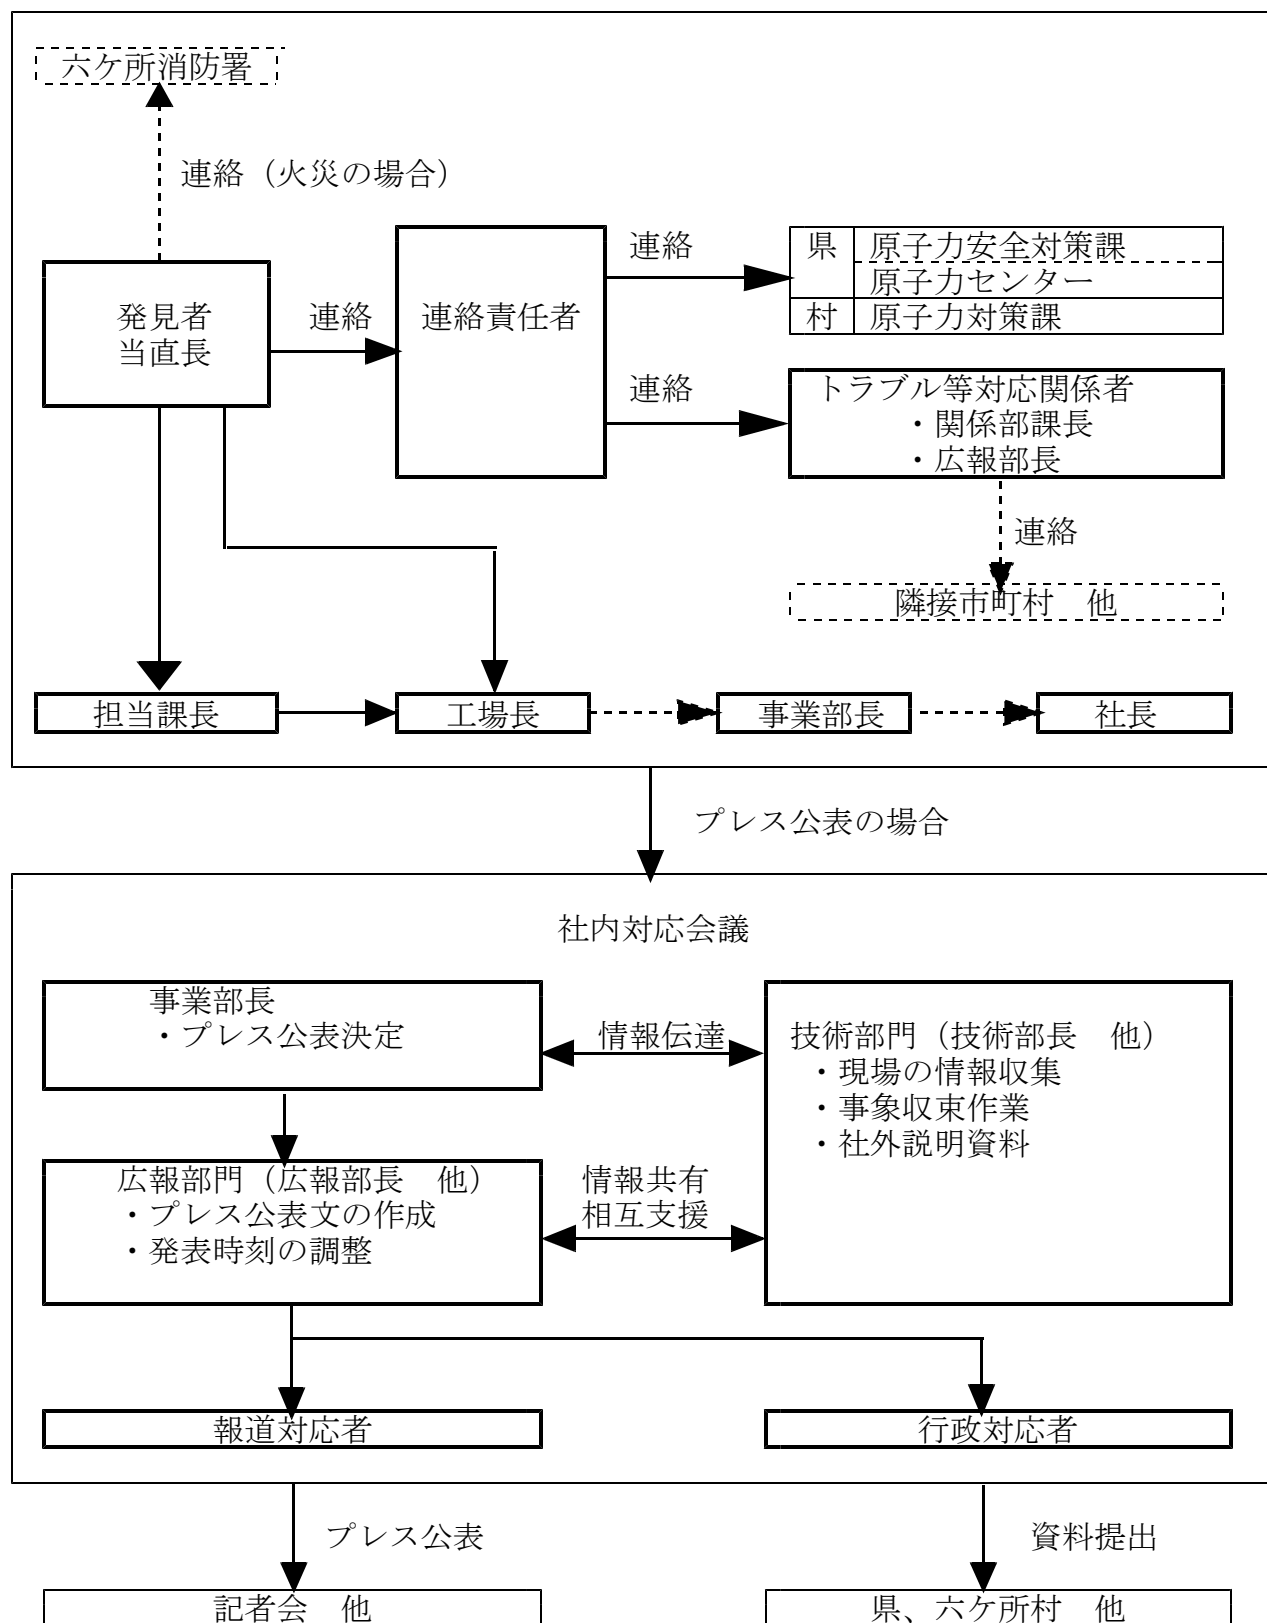 六ケ所消防署
連絡（火災の場合）
発見者
当直長
連絡
連絡責任者
連絡
県
原子力安全対策課
原子力センター
村
原子力対策課
連絡
トラブル等対応関係者
・関係部課長
・広報部長
連絡
隣接市町村　他
担当課長
工場長
事業部長
社長
プレス公表の場合
社内対応会議
事業部長
・プレス公表決定
情報伝達
技術部門（技術部長　他）
・現場の情報収集
・事象収束作業
・社外説明資料
広報部門（広報部長　他）
・プレス公表文の作成
・発表時刻の調整
情報共有
相互支援
報道対応者
行政対応者
プレス公表
資料提出
記者会　他
県、六ケ所村　他